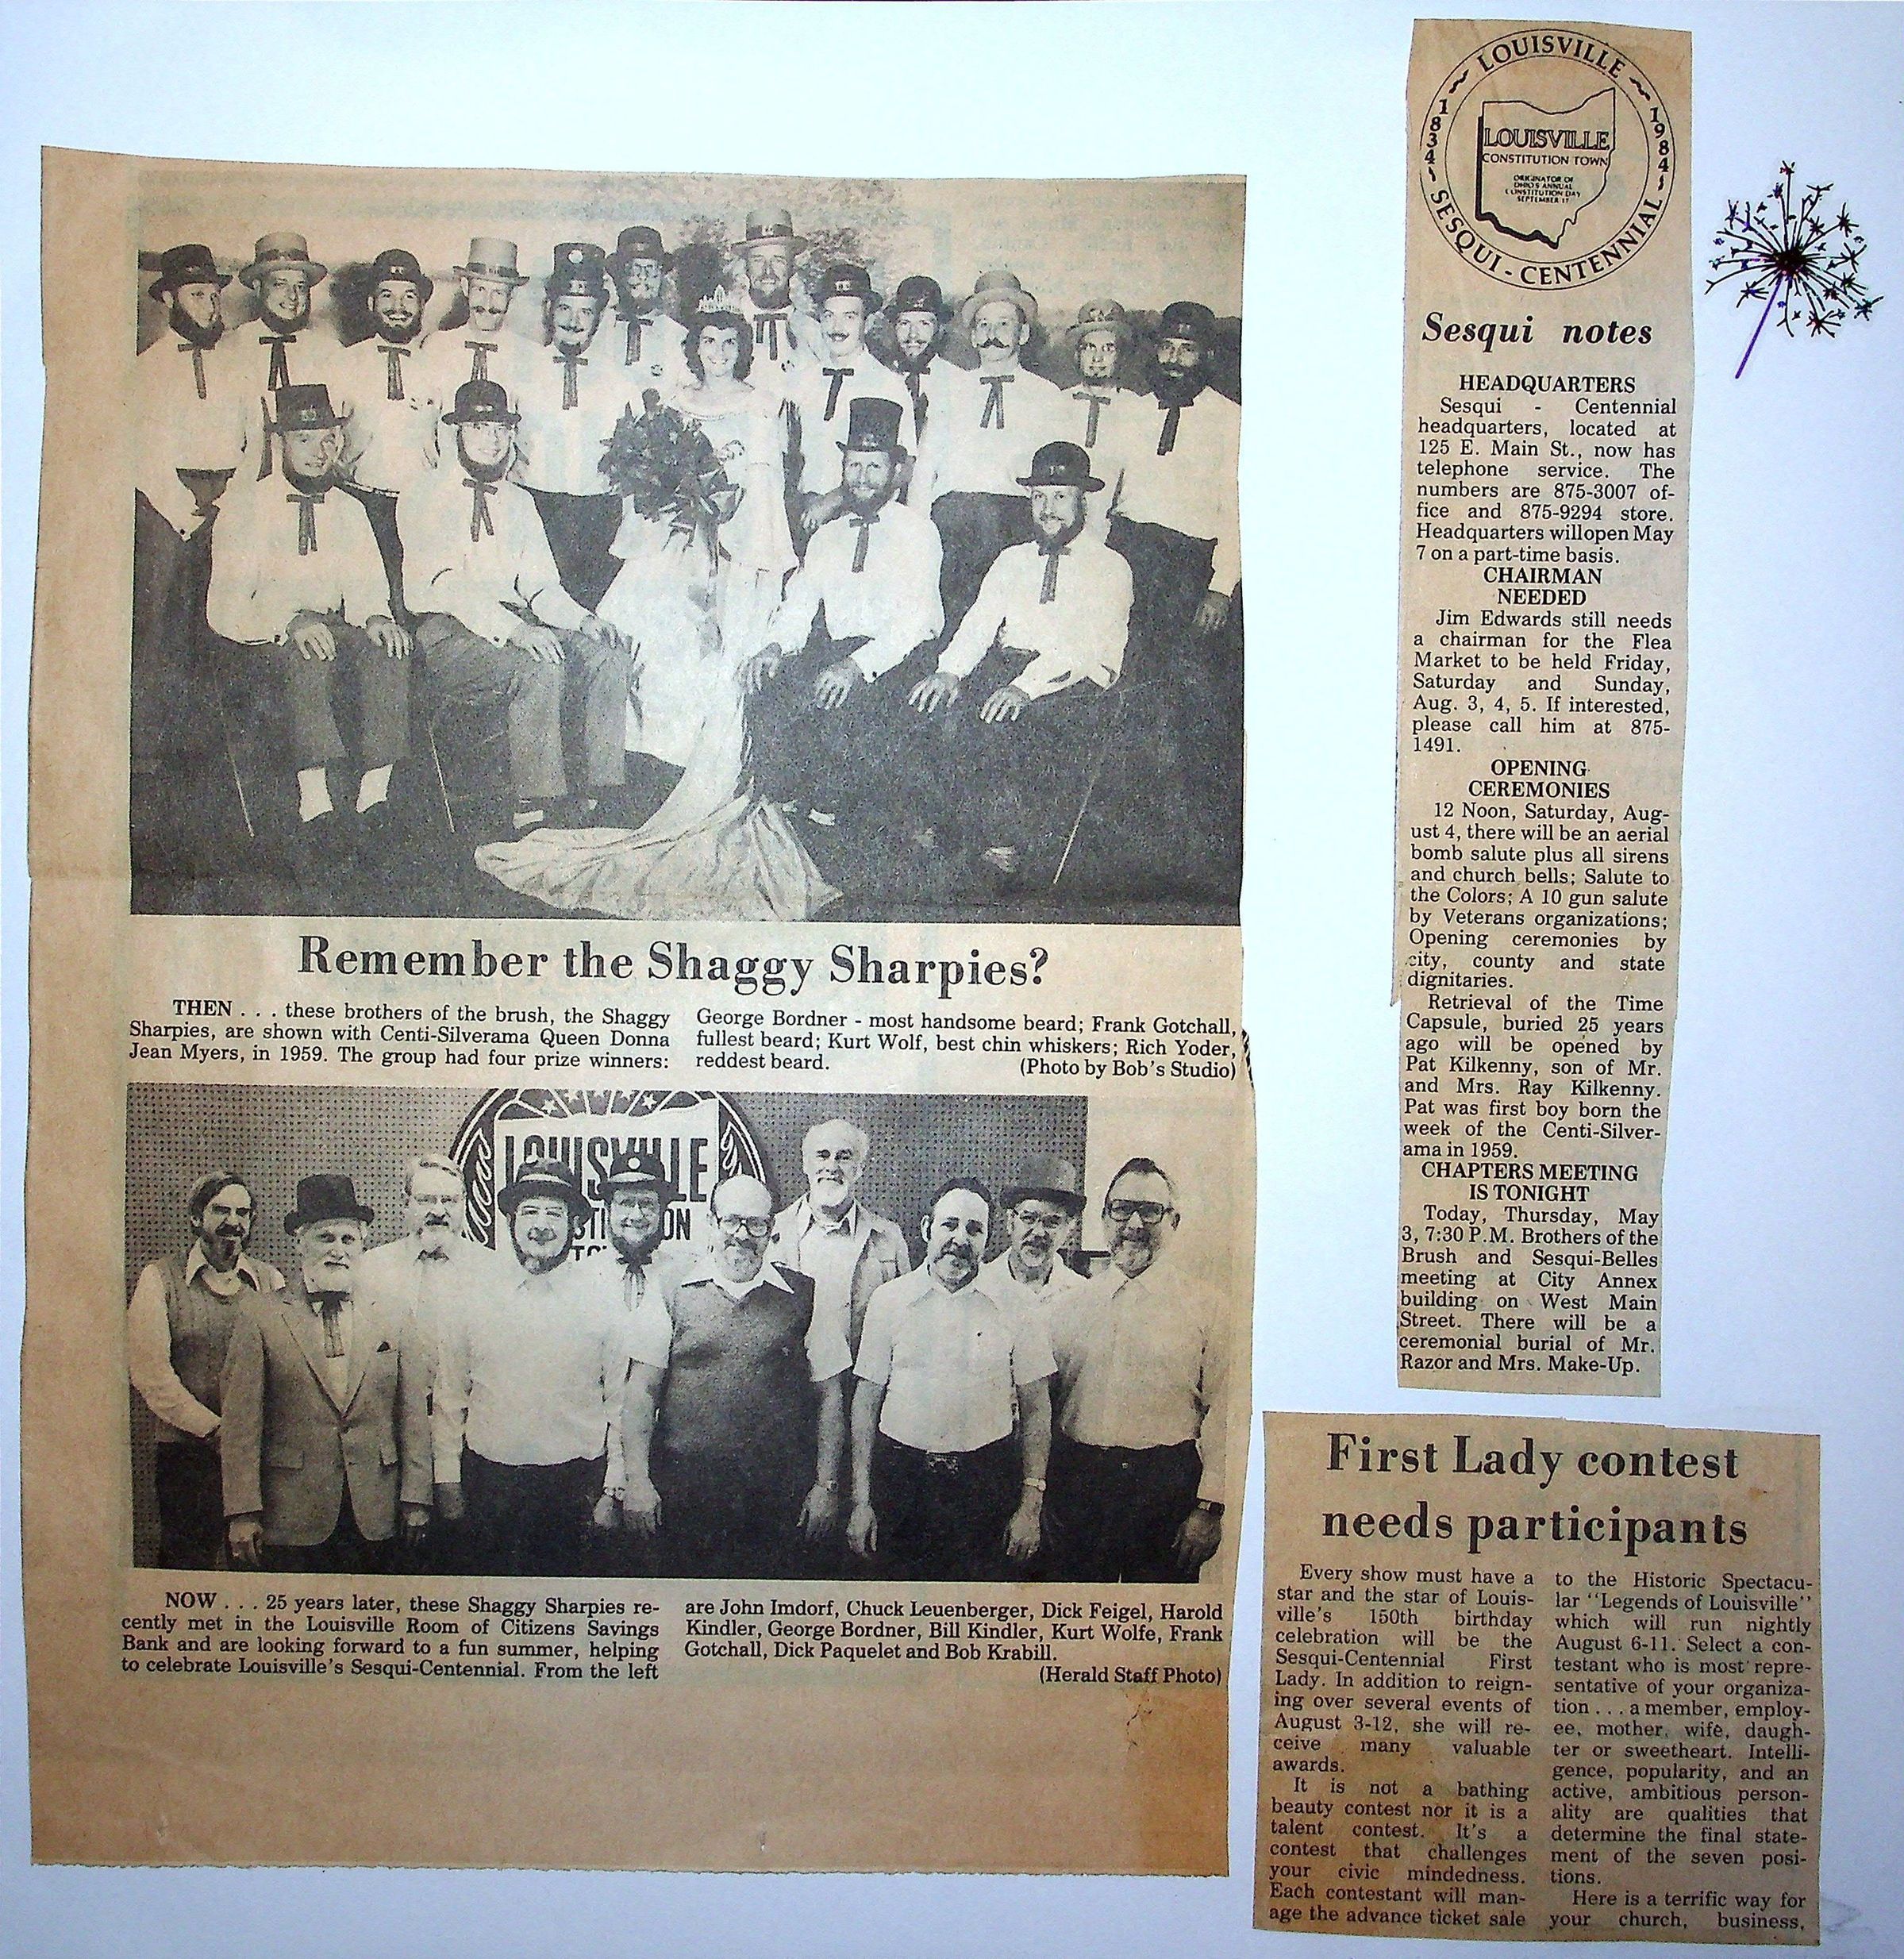 Remember the Shaggy Sharpies?
THEN . . . these brothers of the brush, the Shaggy
Sharpies, are shown with Centi-Silverama Queen Donna
Jean Myers, in 1959. The group had four prize winners:
George Bordner - most handsome beard; Frank Gotchall,
fullest beard; Kurt Wolf, best chin whiskers; Rich Yoder,
reddest beard.
(Photo by Bob's Studio)
LOUISVILLE
NOW . . . 25 years later, these Shaggy Sharpies re-
cently met in the Louisville Room of Citizens Savings
Bank and are looking forward to a fun summer, helping
to celebrate Louisville's Sesqui-Centennial. From the left
are John Imdorf, Chuck Leuenberger, Dick Feigel, Harold
Kindler, George Bordner, Bill Kindler, Kurt Wolfe, Frank
Gotchall, Dick Paquelet and Bob Krabill.
(Herald Staff Photo)
LOUISVILLE
1834
1984
SESQUI - CENTENNIAL
LOUISVILLE
CONSTITUTION TOWN
ORIGINATOR OF
OHIO'S ANNUAL
CONSTITUTION DAY
SEPTEMBER 17
Sesqui notes
HEADQUARTERS
Sesqui - Centennial
headquarters, located at
125 E. Main St., now has
telephone service. The
numbers are 875-3007 of-
fice and 875-9294 store.
Headquarters willopen May
7 on a part-time basis.
CHAIRMAN
NEEDED
Jim Edwards still needs
a chairman for the Flea
Market to be held Friday,
Saturday and Sunday,
Aug. 3, 4, 5. If interested,
please call him at 875-
1491.
OPENING
CEREMONIES
12 Noon, Saturday, Aug-
ust 4, there will be an aerial
bomb salute plus all sirens
and church bells; Salute to
the Colors; A 10 gun salute
by Veterans organizations;
Opening ceremonies by
city, county and state
dignitaries.
Retrieval of the Time
Capsule, buried 25 years
ago will be opened by
Pat Kilkenny, son of Mr.
and Mrs. Ray Kilkenny.
Pat was first boy born the
week of the Centi-Silver-
ama in 1959.
CHAPTERS MEETING
IS TONIGHT
Today, Thursday, May
3, 7:30 P.M. Brothers of the
Brush and Sesqui-Belles
meeting at City Annex
building on West Main
Street. There will be a
ceremonial burial of Mr.
Razor and Mrs. Make-Up.
First Lady contest
needs participants
Every show must have a
star and the star of Louis-
ville's 150th birthday
celebration will be the
Sesqui-Centennial First
Lady. In addition to reign-
ing over several events of
August 3-12, she will re-
ceive many valuable
awards.
It is not a bathing
beauty contest nor it is a
talent contest. It's a
contest that challenges
your civic mindedness.
Each contestant will man-
age the advance ticket sale
to the Historic Spectacu-
lar "Legends of Louisville"
which will run nightly
August 6-11. Select a con-
testant who is most repre-
sentative of your organiza-
tion . . . a member, employ-
ee, mother, wife, daugh-
ter or sweetheart. Intelli-
gence, popularity, and an
active, ambitious person-
ality are qualities that
determine the final state-
ment of the seven posi-
tions.
Here is a terrific way for
your church, business,